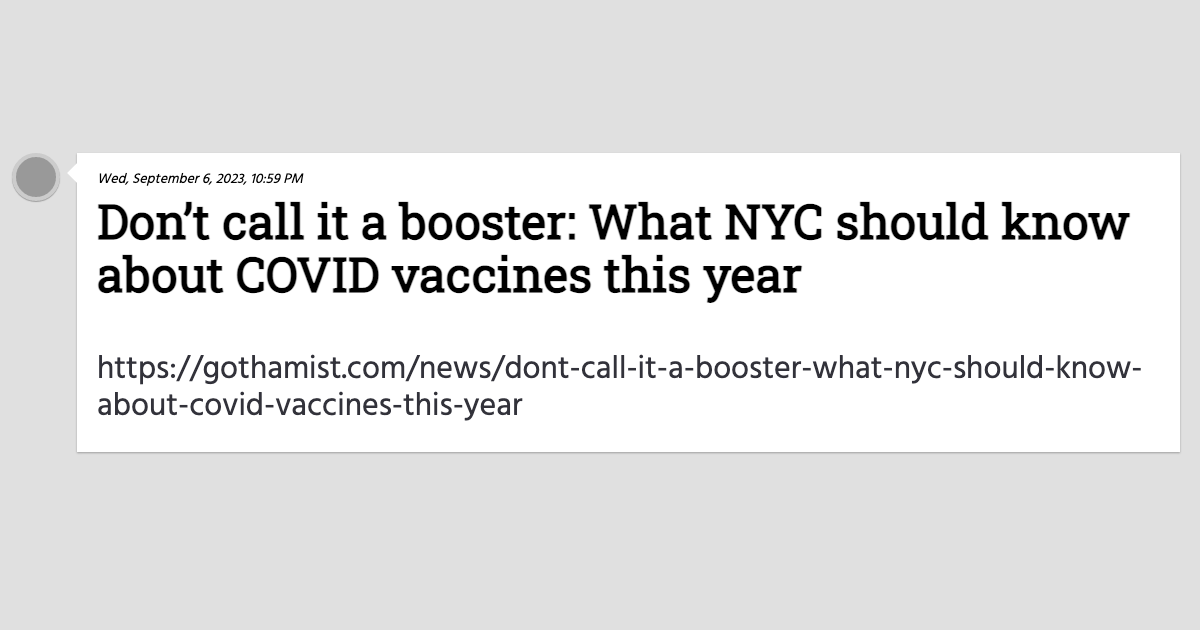 Wed, September 6, 2023, 10:59 PM
Don’t call it a booster: What NYC should know
about COVID vaccines this year
https://gothamist.com/news/dont-call-it-a-booster-what-nyc-should-know-
about-covid-vaccines-this-year